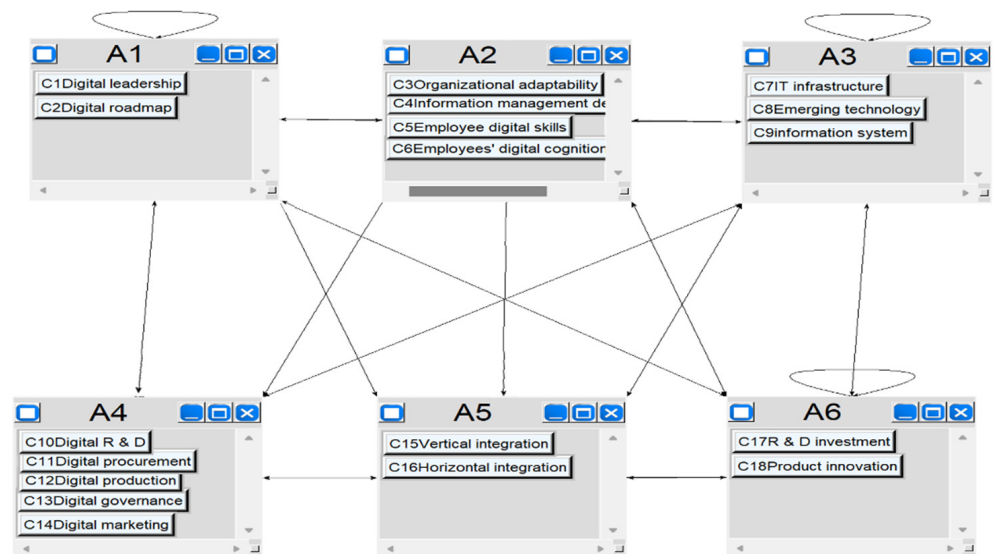 A1
C1Digital leadership
C2Digital roadmap
A2
C3Organizational adaptability
C4Information management de
C5Employee digital skills
C6Employees' digital cognition
A3
C7IT infrastructure
C8Emerging technology
C9information system
A4
C10Digital R & D
C11Digital procurement
C12Digital production
C13Digital governance
C14Digital marketing
A5
C15Vertical integration
C16Horizontal integration
A6
C17R & D investment
C18Product innovation